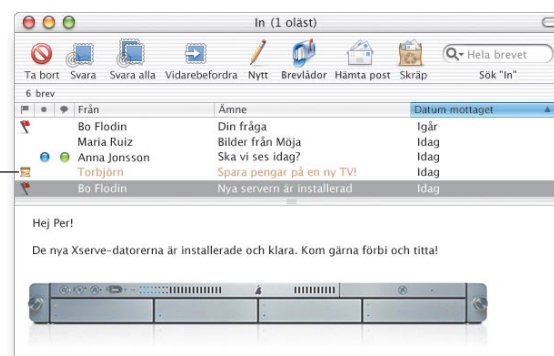 In (1 oläst)
Ta bort Svara Svara alla Vidarebefordra Nytt Brevlådor Hämta post Skräp Hela brevet Sök "In"
6 brev
Från Ämne Datum mottaget
Bo Flodin Din fråga Igår
Maria Ruiz Bilder från Möja Idag
Anna Jonsson Ska vi ses idag? Idag
Torbjörn Spara pengar på en ny TV! Idag
Bo Flodin Nya servern är installerad Idag
Hej Per!
De nya Xserve-datorerna är installerade och klara. Kom gärna förbi och titta!